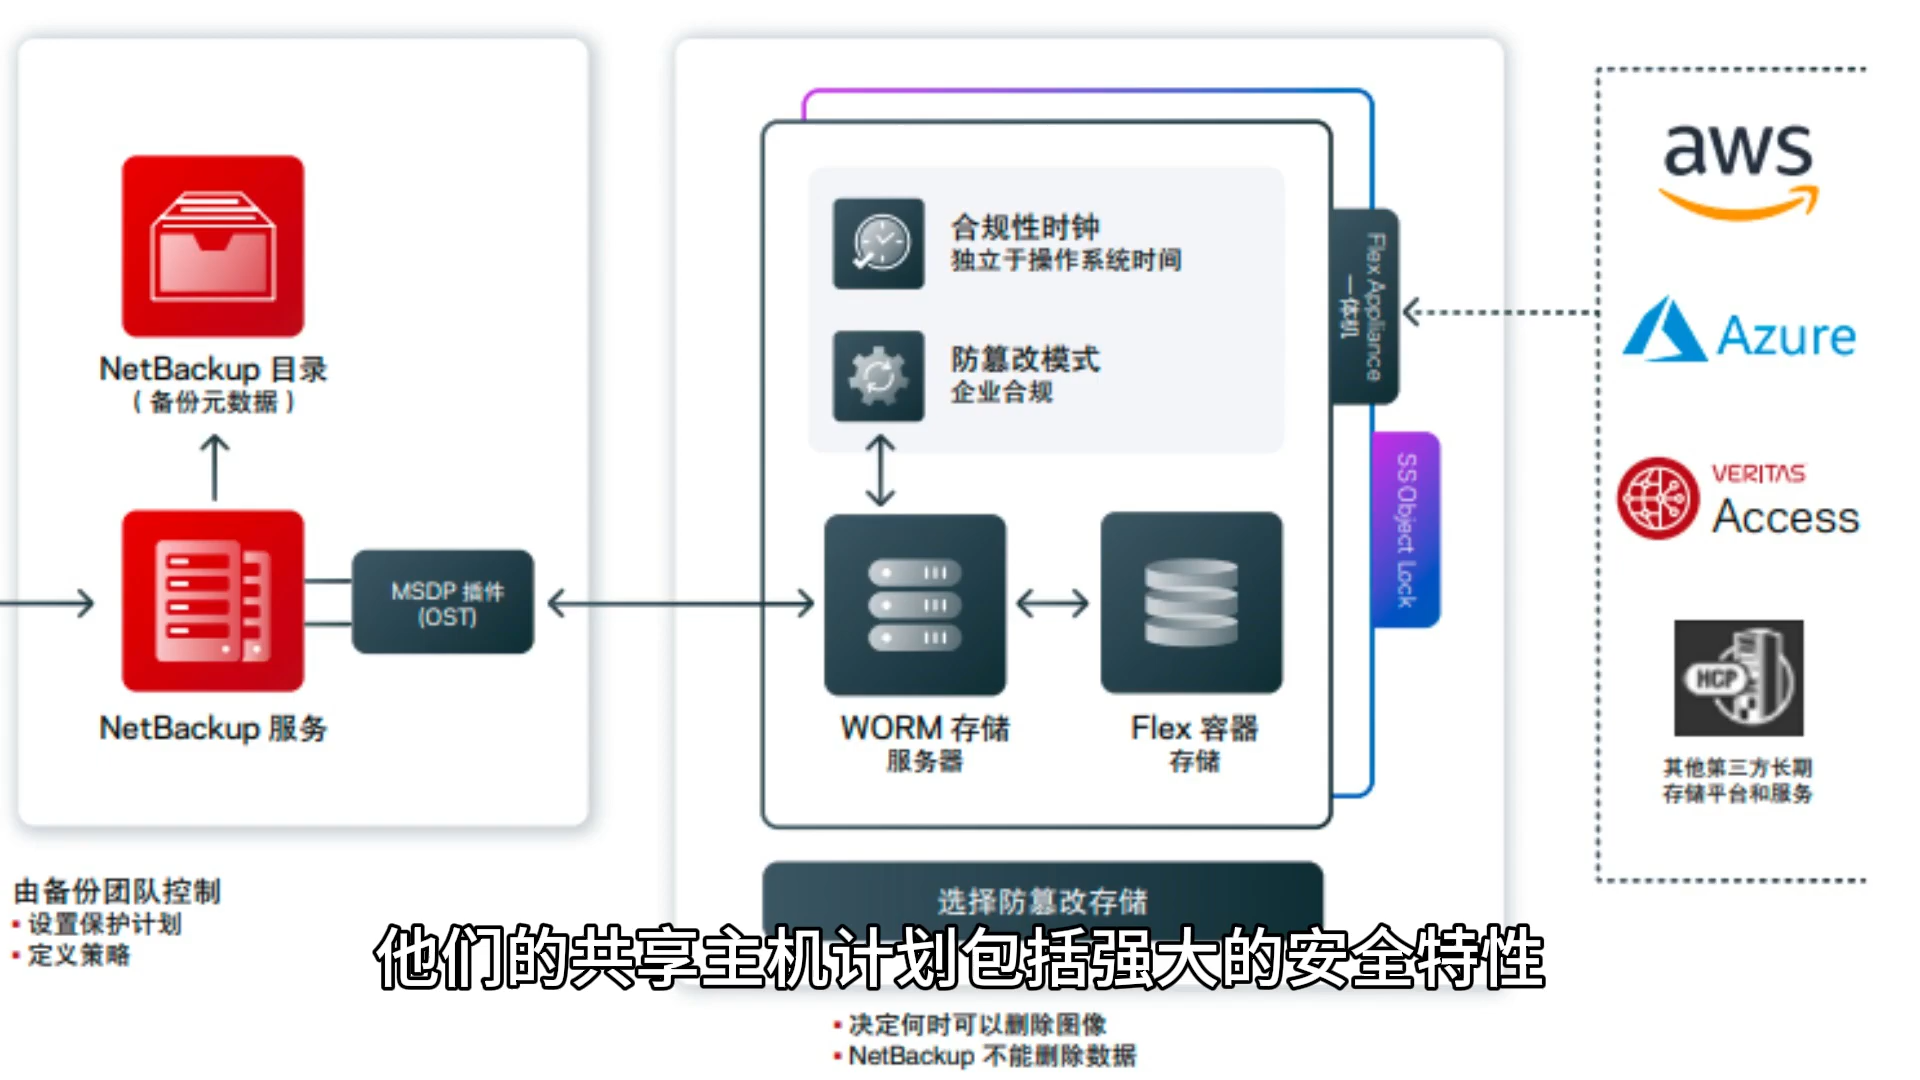 NetBackup 目录
（备份元数据）
NetBackup 服务
MSDP 插件
(OST)
由备份团队控制
▪ 设置保护计划
▪ 定义策略
合规性时钟
独立于操作系统时间
防篡改模式
企业合规
WORM 存储
服务器
Flex 容器
存储
Flex Appliance
一体机
SS Object Lock
选择防篡改存储
他们的共享主机计划包括强大的安全特性
▪ 决定何时可以删除图像
▪ NetBackup 不能删除数据
aws
Azure
VERITAS
Access
HCP
其他第三方长期
存储平台和服务